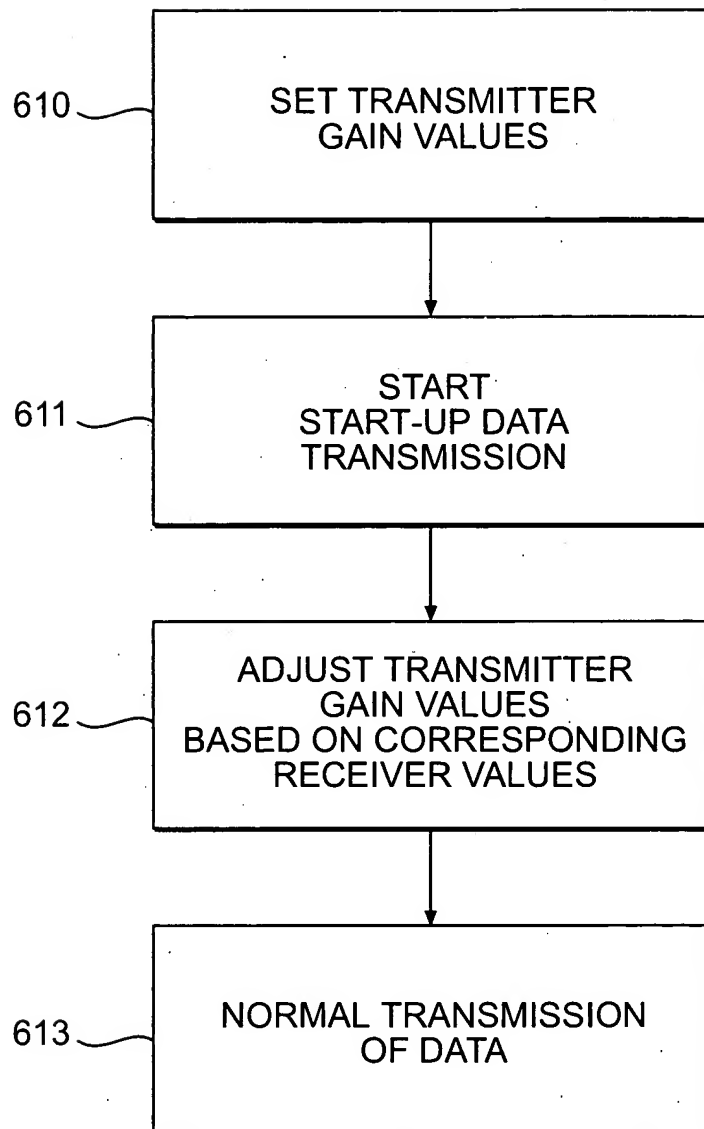 610
SET TRANSMITTER
GAIN VALUES
611
START
START-UP DATA
TRANSMISSION
612
ADJUST TRANSMITTER
GAIN VALUES
BASED ON CORRESPONDING
RECEIVER VALUES
613
NORMAL TRANSMISSION
OF DATA